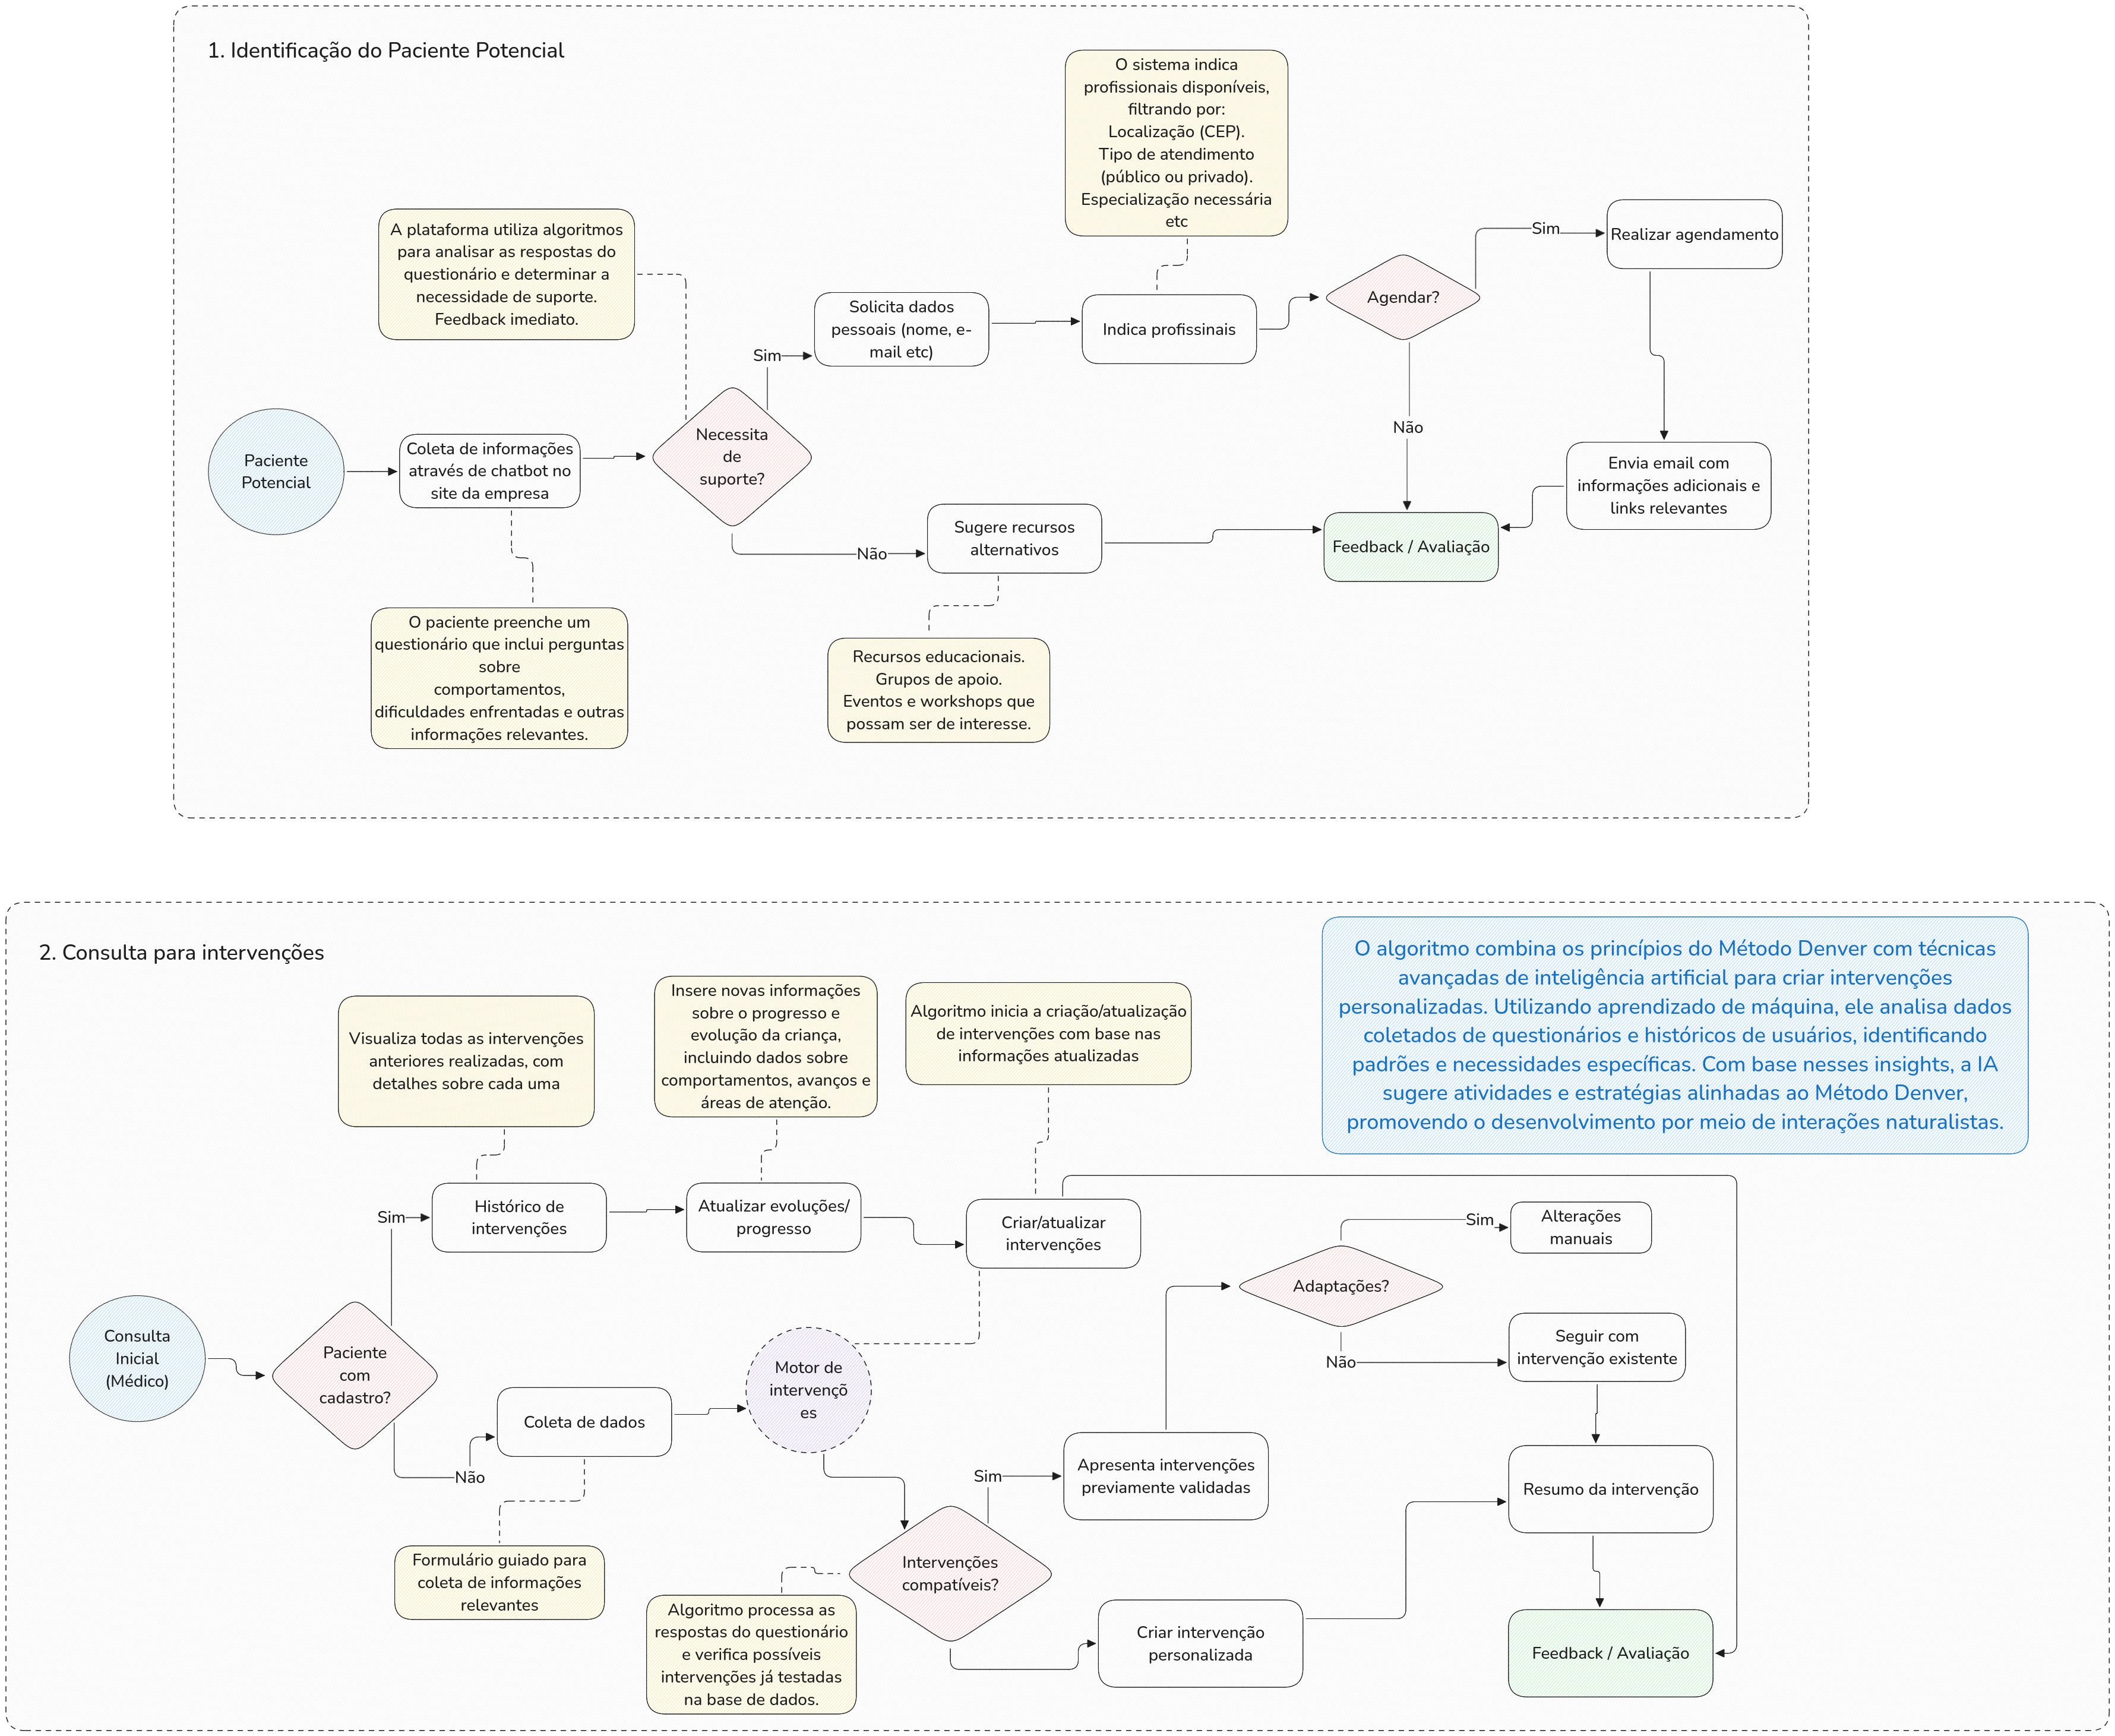 1. Identificação do Paciente Potencial
O sistema indica
profissionais disponíveis,
filtrando por:
Localização (CEP).
Tipo de atendimento
(público ou privado).
Especialização necessária
etc
A plataforma utiliza algoritmos
para analisar as respostas do
questionário e determinar a
necessidade de suporte.
Feedback imediato.
Sim
Realizar agendamento
Solicita dados
pessoais (nome, e-
mail etc)
Indica profissinais
Agendar?
Sim
Não
Paciente
Potencial
Coleta de informações
através de chatbot no
site da empresa
Necessita
de
suporte?
Envia email com
informações adicionais e
links relevantes
Não
Sugere recursos
alternativos
Feedback / Avaliação
O paciente preenche um
questionário que inclui perguntas
sobre
comportamentos,
dificuldades enfrentadas e outras
informações relevantes.
Recursos educacionais.
Grupos de apoio.
Eventos e workshops que
possam ser de interesse.
2. Consulta para intervenções
O algoritmo combina os princípios do Método Denver com técnicas
avançadas de inteligência artificial para criar intervenções
personalizadas. Utilizando aprendizado de máquina, ele analisa dados
coletados de questionários e históricos de usuários, identificando
padrões e necessidades específicas. Com base nesses insights, a IA
sugere atividades e estratégias alinhadas ao Método Denver,
promovendo o desenvolvimento por meio de interações naturalistas.
Visualiza todas as intervenções
anteriores realizadas, com
detalhes sobre cada uma
Insere novas informações
sobre o progresso e
evolução da criança,
incluindo dados sobre
comportamentos, avanços e
áreas de atenção.
Algoritmo inicia a criação/atualização
de intervenções com base nas
informações atualizadas
Sim
Histórico de
intervenções
Atualizar evoluções/
progresso
Criar/atualizar
intervenções
Sim
Alterações
manuais
Adaptações?
Consulta
Inicial
(Médico)
Paciente
com
cadastro?
Motor de
intervençõ
es
Não
Seguir com
intervenção existente
Coleta de dados
Não
Sim
Apresenta intervenções
previamente validadas
Resumo da intervenção
Formulário guiado para
coleta de informações
relevantes
Intervenções
compatíveis?
Algoritmo processa as
respostas do questionário
e verifica possíveis
intervenções já testadas
na base de dados.
Criar intervenção
personalizada
Feedback / Avaliação